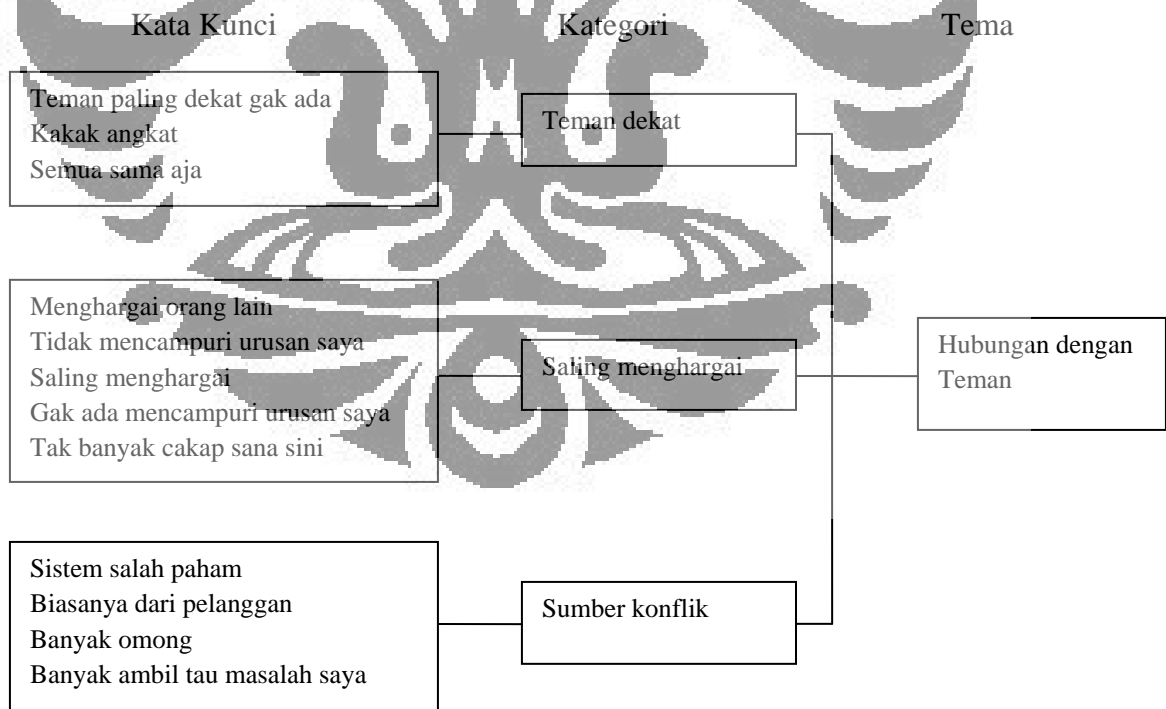 Kata Kunci Kategori Tema
Teman paling dekat gak ada
Kakak angkat
Semua sama aja
Teman dekat
Menghargai orang lain
Tidak mencampuri urusan saya
Saling menghargai
Gak ada mencampuri urusan saya
Tak banyak cakap sana sini
Saling menghargai
Hubungan dengan
Teman
Sistem salah paham
Biasanya dari pelanggan
Banyak omong
Banyak ambil tau masalah saya
Sumber konflik